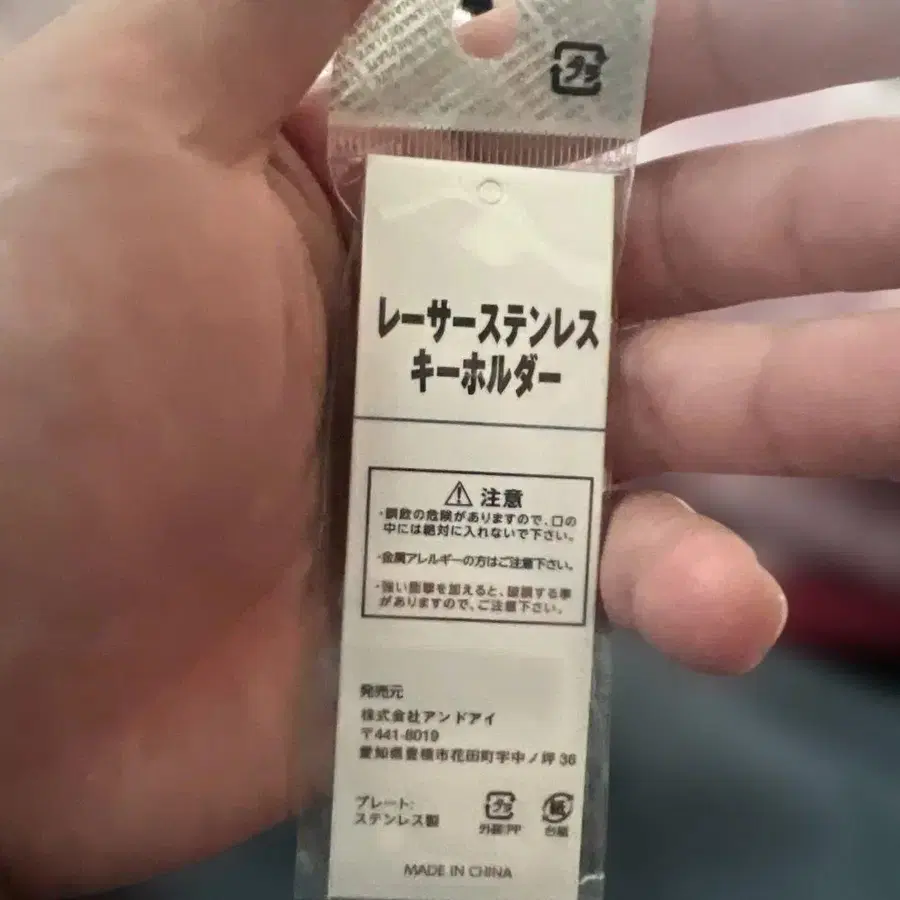 プラ
レーサーステンレス
キーホルダー
注意
・誤飲の危険がありますので、口の
中には絶対に入れないで下さい。
・金属アレルギーの方はご注意下さい。
・強い衝撃を加えると、破損する事
がありますので、ご注意下さい。
発売元
株式会社アンドアイ
〒441-8019
愛知県豊橋市花田町字中ノ坪36
プレート:
ステンレス製
プラ
外装:PP
紙
台紙
MADE IN CHINA